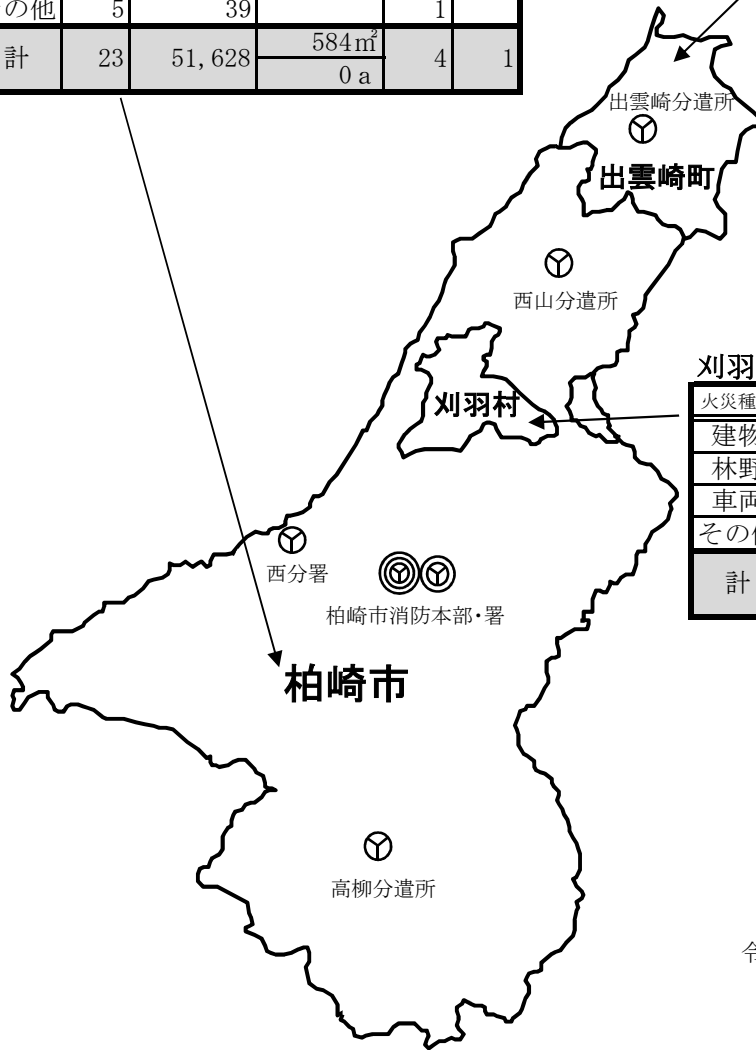 の他 5 39 1
計 23 51,628 584㎡ 4 1
0 a
出雲崎分遣所
出雲崎町
西山分遣所
刈羽
火災種
建物
林野
車両
その他
計
刈羽村
西分署
柏崎市消防本部・署
柏崎市
高柳分遣所
令